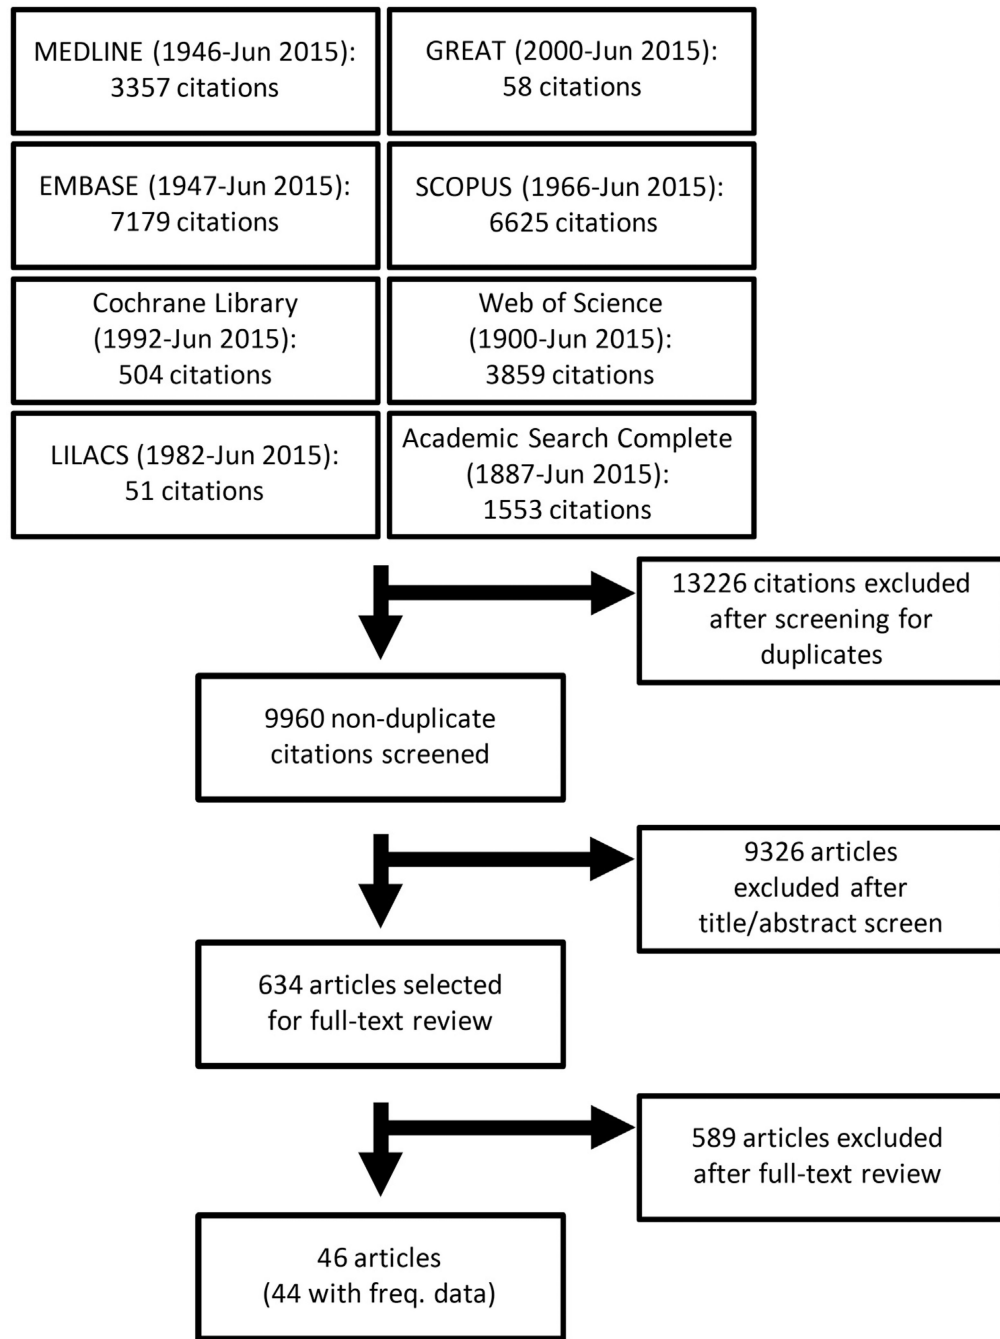 MEDLINE (1946-Jun 2015):
3357 citations
GREAT (2000-Jun 2015):
58 citations
EMBASE (1947-Jun 2015):
7179 citations
SCOPUS (1966-Jun 2015):
6625 citations
Cochrane Library
(1992-Jun 2015):
504 citations
Web of Science
(1900-Jun 2015):
3859 citations
LILACS (1982-Jun 2015):
51 citations
Academic Search Complete
(1887-Jun 2015):
1553 citations
13226 citations excluded
after screening for
duplicates
9960 non-duplicate
citations screened
9326 articles
excluded after
title/abstract screen
634 articles selected
for full-text review
589 articles excluded
after full-text review
46 articles
(44 with freq. data)